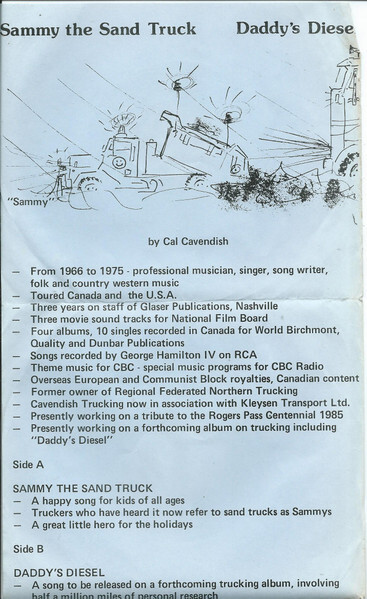 Sammy the Sand Truck Daddy's Diese
"Sammy"
by Cal Cavendish
— From 1966 to 1975 - professional musician, singer, song writer,
folk and country western music
— Toured Canada and the U.S.A.
— Three years on staff of Glaser Publications, Nashville
— Three movie sound tracks for National Film Board
— Four albums, 10 singles recorded in Canada for World Birchmont,
Quality and Dunbar Publications
— Songs recorded by George Hamilton IV on RCA
— Theme music for CBC - special music programs for CBC Radio
— Overseas European and Communist Block royalties, Canadian content
— Former owner of Regional Federated Northern Trucking
— Cavendish Trucking now in association with Kleysen Transport Ltd.
— Presently working on a tribute to the Rogers Pass Gentennial 1985
— Presently working on a forthcoming album on trucking including
"Daddy's Diesel"
Side A
SAMMY THE SAND TRUCK
— A happy song for kids of all ages
— Truckers who have heard it now refer to sand trucks as Sammys
— A great little hero for the holidays
Side B
DADDY'S DIESEL
— A song to be released on a forthcoming trucking album, involving
half a million miles of personal research